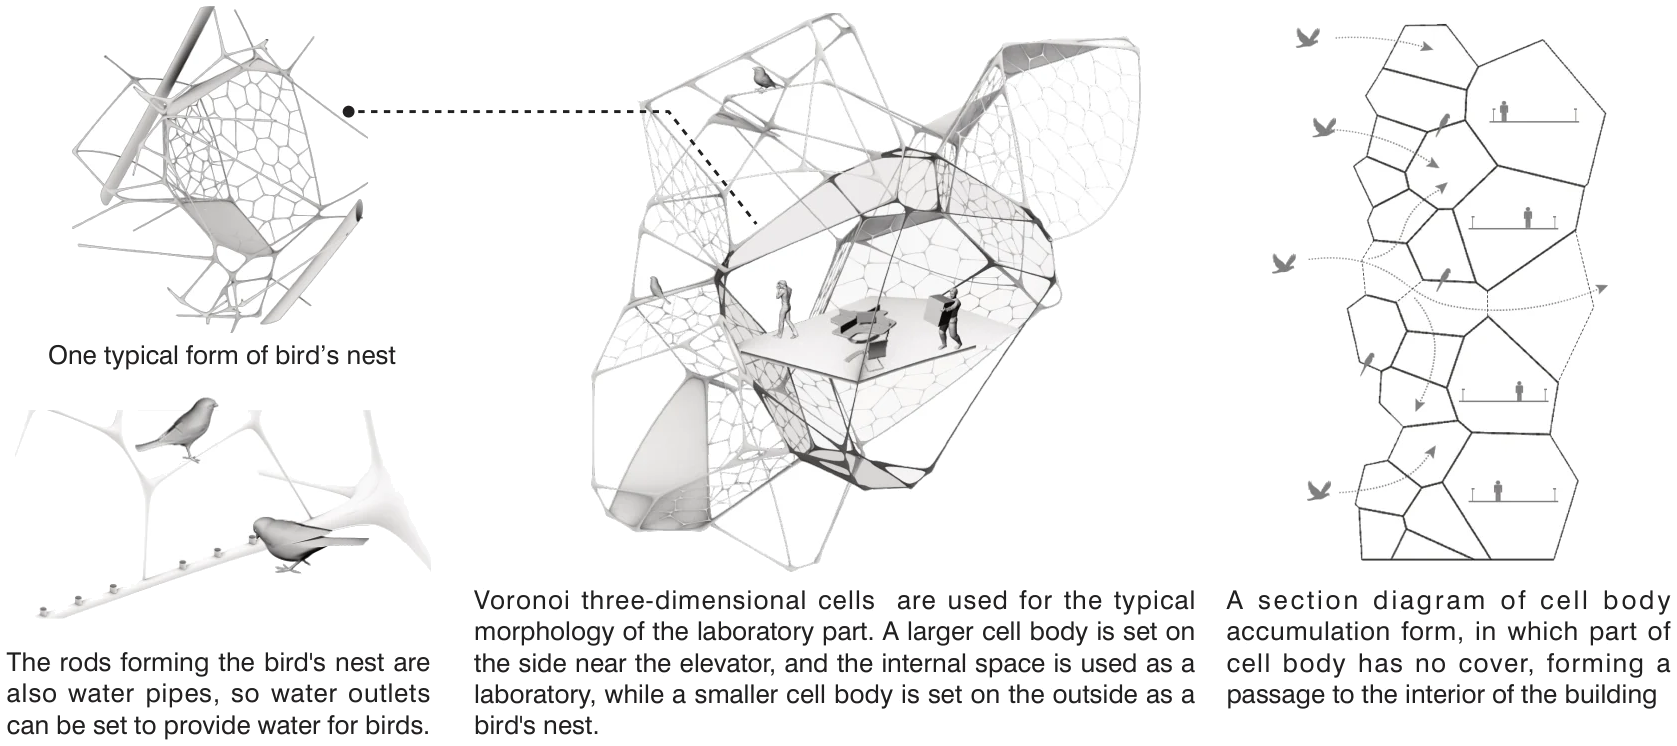 One typical form of bird’s nest
The rods forming the bird's nest are
also water pipes, so water outlets
can be set to provide water for birds.
Voronoi three-dimensional cells are used for the typical
morphology of the laboratory part. A larger cell body is set on
the side near the elevator, and the internal space is used as a
laboratory, while a smaller cell body is set on the outside as a
bird's nest.
A section diagram of cell body
accumulation form, in which part of
cell body has no cover, forming a
passage to the interior of the building